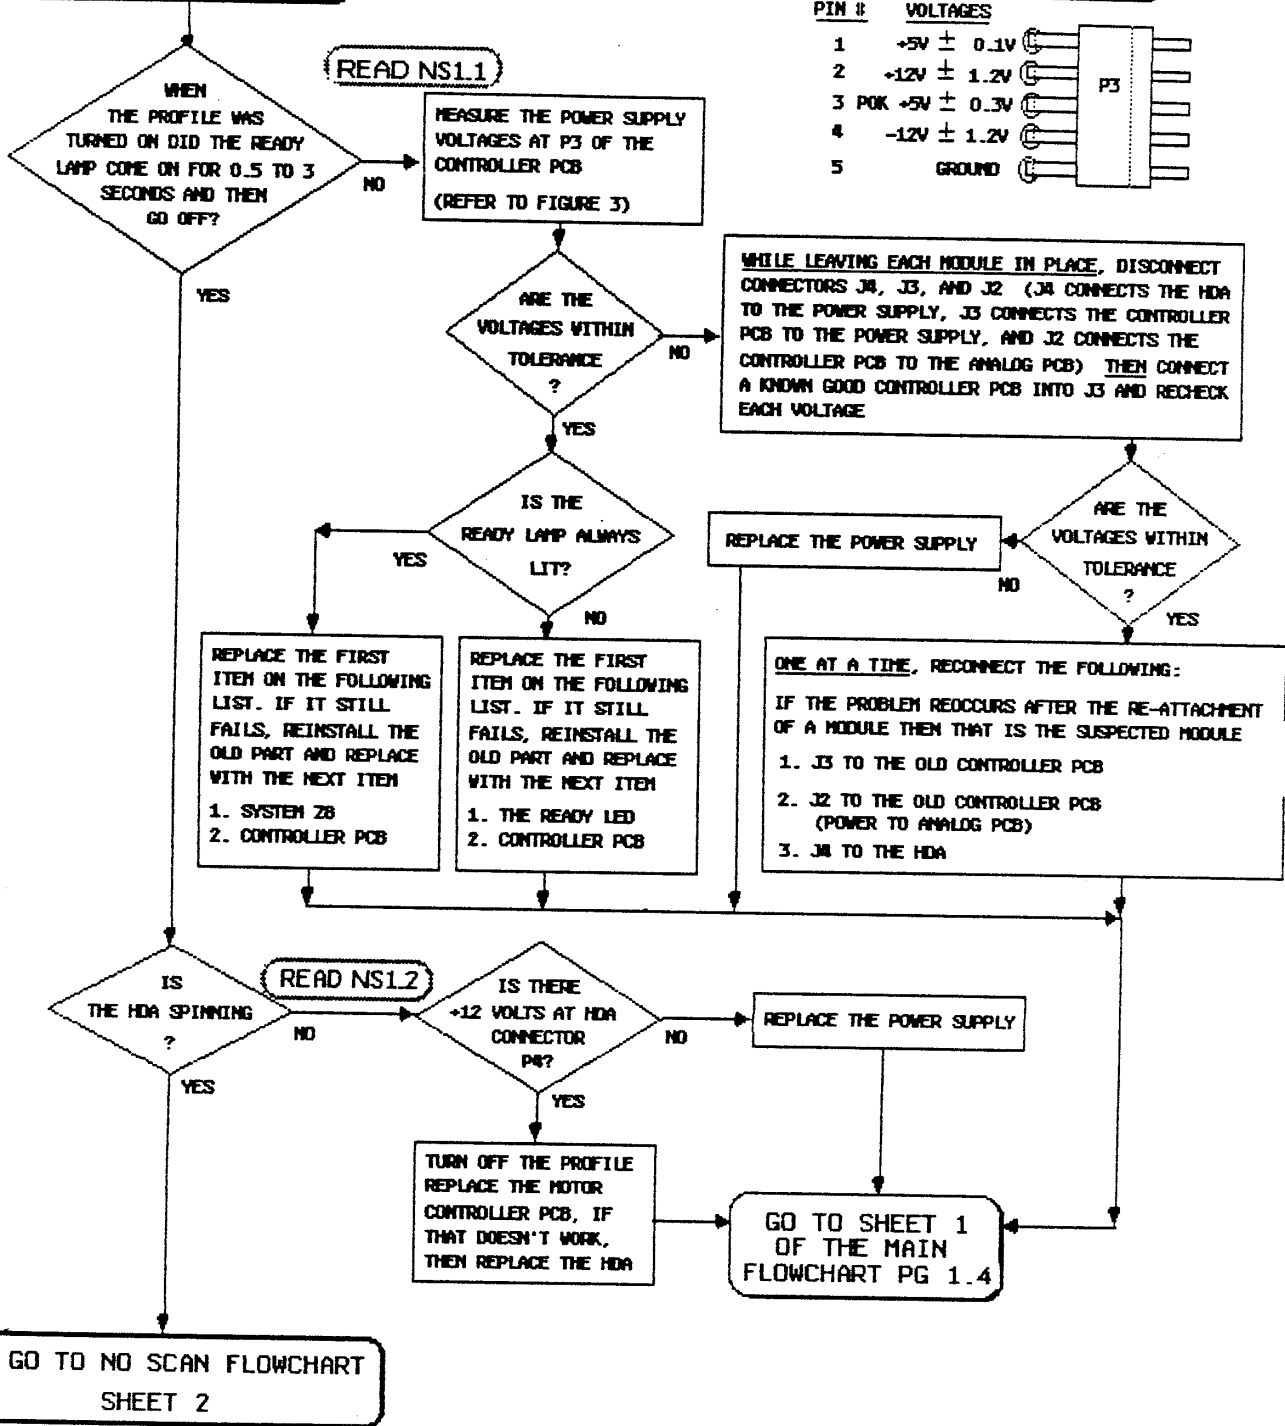 PIN # VOLTAGES
1 +5V ± 0.1V
2 +12V ± 1.2V
3 POK +5V ± 0.3V
4 -12V ± 1.2V
5 GROUND
P3
READ NS1.1
WHEN
THE PROFILE WAS
TURNED ON DID THE READY
LAMP COME ON FOR 0.5 TO 3
SECONDS AND THEN
GO OFF?
NO
YES
MEASURE THE POWER SUPPLY
VOLTAGES AT P3 OF THE
CONTROLLER PCB
(REFER TO FIGURE 3)
ARE THE
VOLTAGES WITHIN
TOLERANCE
?
NO
YES
WHILE LEAVING EACH MODULE IN PLACE, DISCONNECT
CONNECTORS J4, J3, AND J2 (J4 CONNECTS THE HDA
TO THE POWER SUPPLY, J3 CONNECTS THE CONTROLLER
PCB TO THE POWER SUPPLY, AND J2 CONNECTS THE
CONTROLLER PCB TO THE ANALOG PCB) THEN CONNECT
A KNOWN GOOD CONTROLLER PCB INTO J3 AND RECHECK
EACH VOLTAGE
IS THE
READY LAMP ALWAYS
LIT?
YES
NO
ARE THE
VOLTAGES WITHIN
TOLERANCE
?
NO
YES
REPLACE THE POWER SUPPLY
REPLACE THE FIRST
ITEM ON THE FOLLOWING
LIST. IF IT STILL
FAILS, REINSTALL THE
OLD PART AND REPLACE
WITH THE NEXT ITEM
1. SYSTEM Z8
2. CONTROLLER PCB
REPLACE THE FIRST
ITEM ON THE FOLLOWING
LIST. IF IT STILL
FAILS, REINSTALL THE
OLD PART AND REPLACE
WITH THE NEXT ITEM
1. THE READY LED
2. CONTROLLER PCB
ONE AT A TIME, RECONNECT THE FOLLOWING:
IF THE PROBLEM REOCCURS AFTER THE RE-ATTACHMENT
OF A MODULE THEN THAT IS THE SUSPECTED MODULE
1. J3 TO THE OLD CONTROLLER PCB
2. J2 TO THE OLD CONTROLLER PCB
(POWER TO ANALOG PCB)
3. J4 TO THE HDA
IS
THE HDA SPINNING
?
NO
YES
READ NS1.2
IS THERE
+12 VOLTS AT HDA
CONNECTOR
P4?
NO
YES
REPLACE THE POWER SUPPLY
TURN OFF THE PROFILE
REPLACE THE MOTOR
CONTROLLER PCB, IF
THAT DOESN'T WORK,
THEN REPLACE THE HDA
GO TO SHEET 1
OF THE MAIN
FLOWCHART PG 1.4
GO TO NO SCAN FLOWCHART
SHEET 2